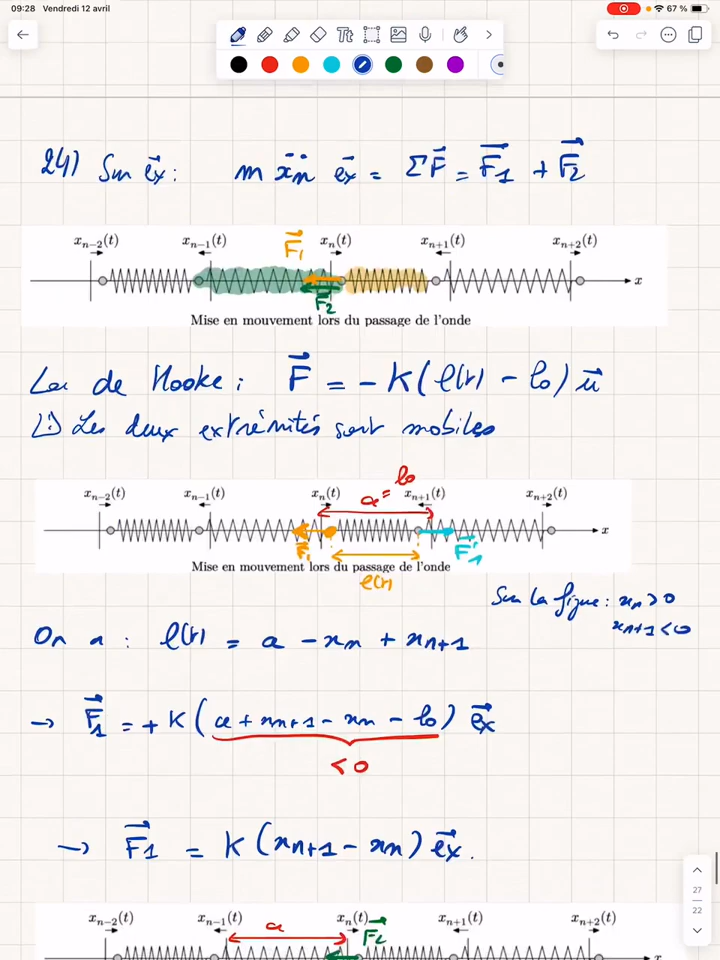 09:28 Vendredi 12 avril
67 %
24) Sur e⃗x : m ẍn e⃗x = ΣF⃗ = F⃗1 + F⃗2
xn−2(t) xn−1(t) F⃗1 xn(t) xn+1(t) xn+2(t)
F⃗2 x
Mise en mouvement lors du passage de l'onde
Loi de Hooke : F⃗ = −K(l(t) − l0) u⃗
/!\ Les deux extrémités sont mobiles
a = l0
xn−2(t) xn−1(t) xn(t) xn+1(t) xn+2(t)
x
F⃗1 F⃗'1
Mise en mouvement lors du passage de l'onde
l(t)
Sur la figure : xn > 0
xn+1 < 0
On a : l(t) = a − xn + xn+1
→ F⃗1 = + K (a + xn+1 − xn − l0) e⃗x
< 0
→ F⃗1 = K (xn+1 − xn) e⃗x.
27
22
xn−2(t) xn−1(t) a xn(t) xn+1(t) xn+2(t)
F⃗2
x